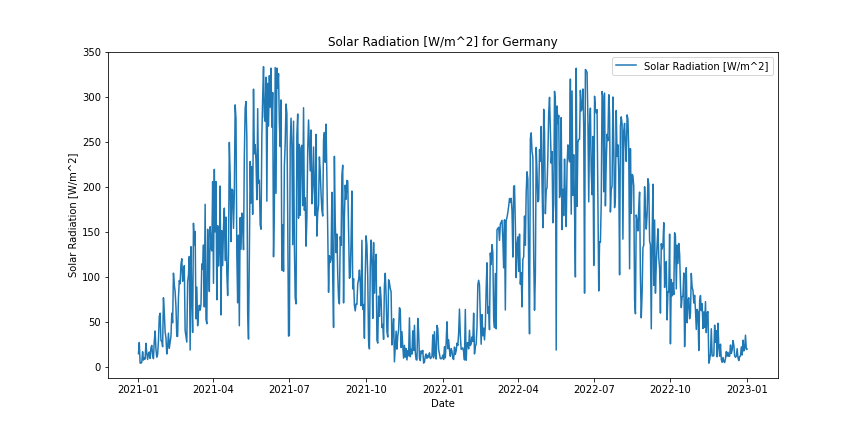 Solar Radiation [W/m^2] for Germany
Solar Radiation [W/m^2]
Solar Radiation [W/m^2]
350
300
250
200
150
100
50
0
2021-01 2021-04 2021-07 2021-10 2022-01 2022-04 2022-07 2022-10 2023-01
Date